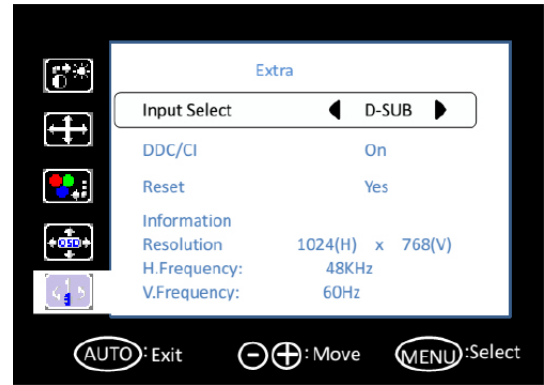 Extra
Input Select D-SUB
DDC/CI On
Reset Yes
Information
Resolution 1024(H) x 768(V)
H.Frequency: 48KHz
V.Frequency: 60Hz
OSD
AUTO: Exit -+: Move MENU:Select